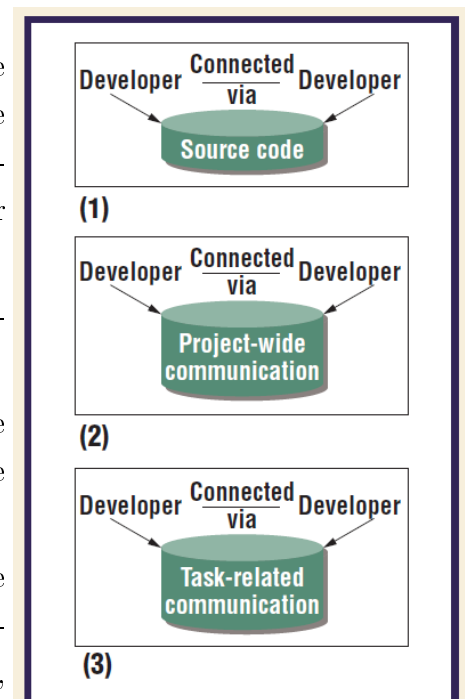 Developer Connected Developer
via
Source code
(1)
Developer Connected Developer
via
Project-wide
communication
(2)
Developer Connected Developer
via
Task-related
communication
(3)